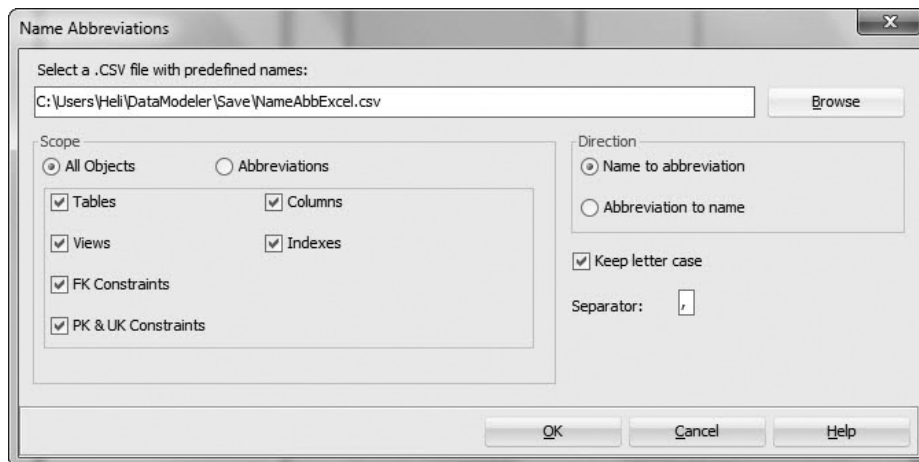 Name Abbreviations
X
Select a .CSV file with predefined names:
C:\Users\Heli\DataModeler\Save\NameAbbExcel.csv
Browse
Scope
All Objects
Abbreviations
Tables
Columns
Views
Indexes
FK Constraints
PK & UK Constraints
Direction
Name to abbreviation
Abbreviation to name
Keep letter case
Separator: ,
OK
Cancel
Help